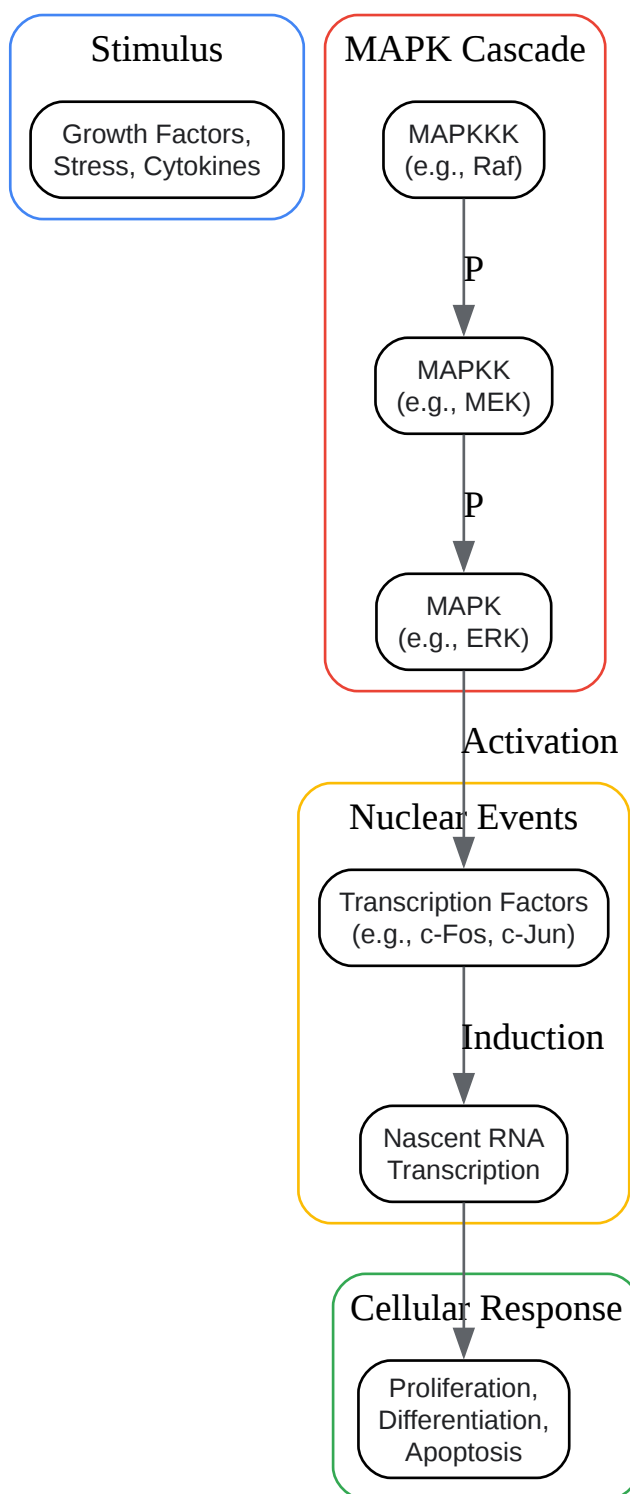 Stimulus
Growth Factors,
Stress, Cytokines
MAPK Cascade
MAPKKK
(e.g., Raf)
P
MAPKK
(e.g., MEK)
P
MAPK
(e.g., ERK)
Activation
Nuclear Events
Transcription Factors
(e.g., c-Fos, c-Jun)
Induction
Nascent RNA
Transcription
Cellular Response
Proliferation,
Differentiation,
Apoptosis